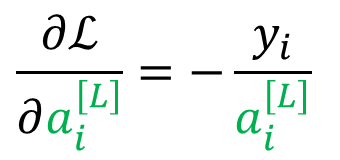 ∂ℒ/∂a_i^[L] = − y_i/a_i^[L]